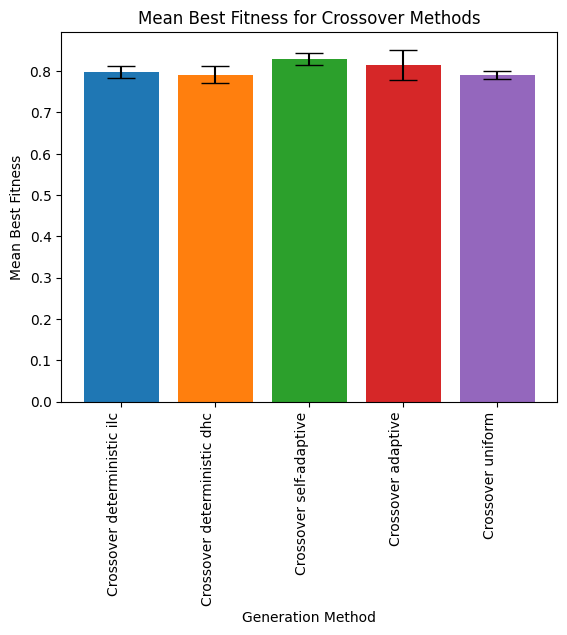 Mean Best Fitness for Crossover Methods
Mean Best Fitness
0.8
0.7
0.6
0.5
0.4
0.3
0.2
0.1
0.0
Crossover deterministic ilc
Crossover deterministic dhc
Crossover self-adaptive
Crossover adaptive
Crossover uniform
Generation Method